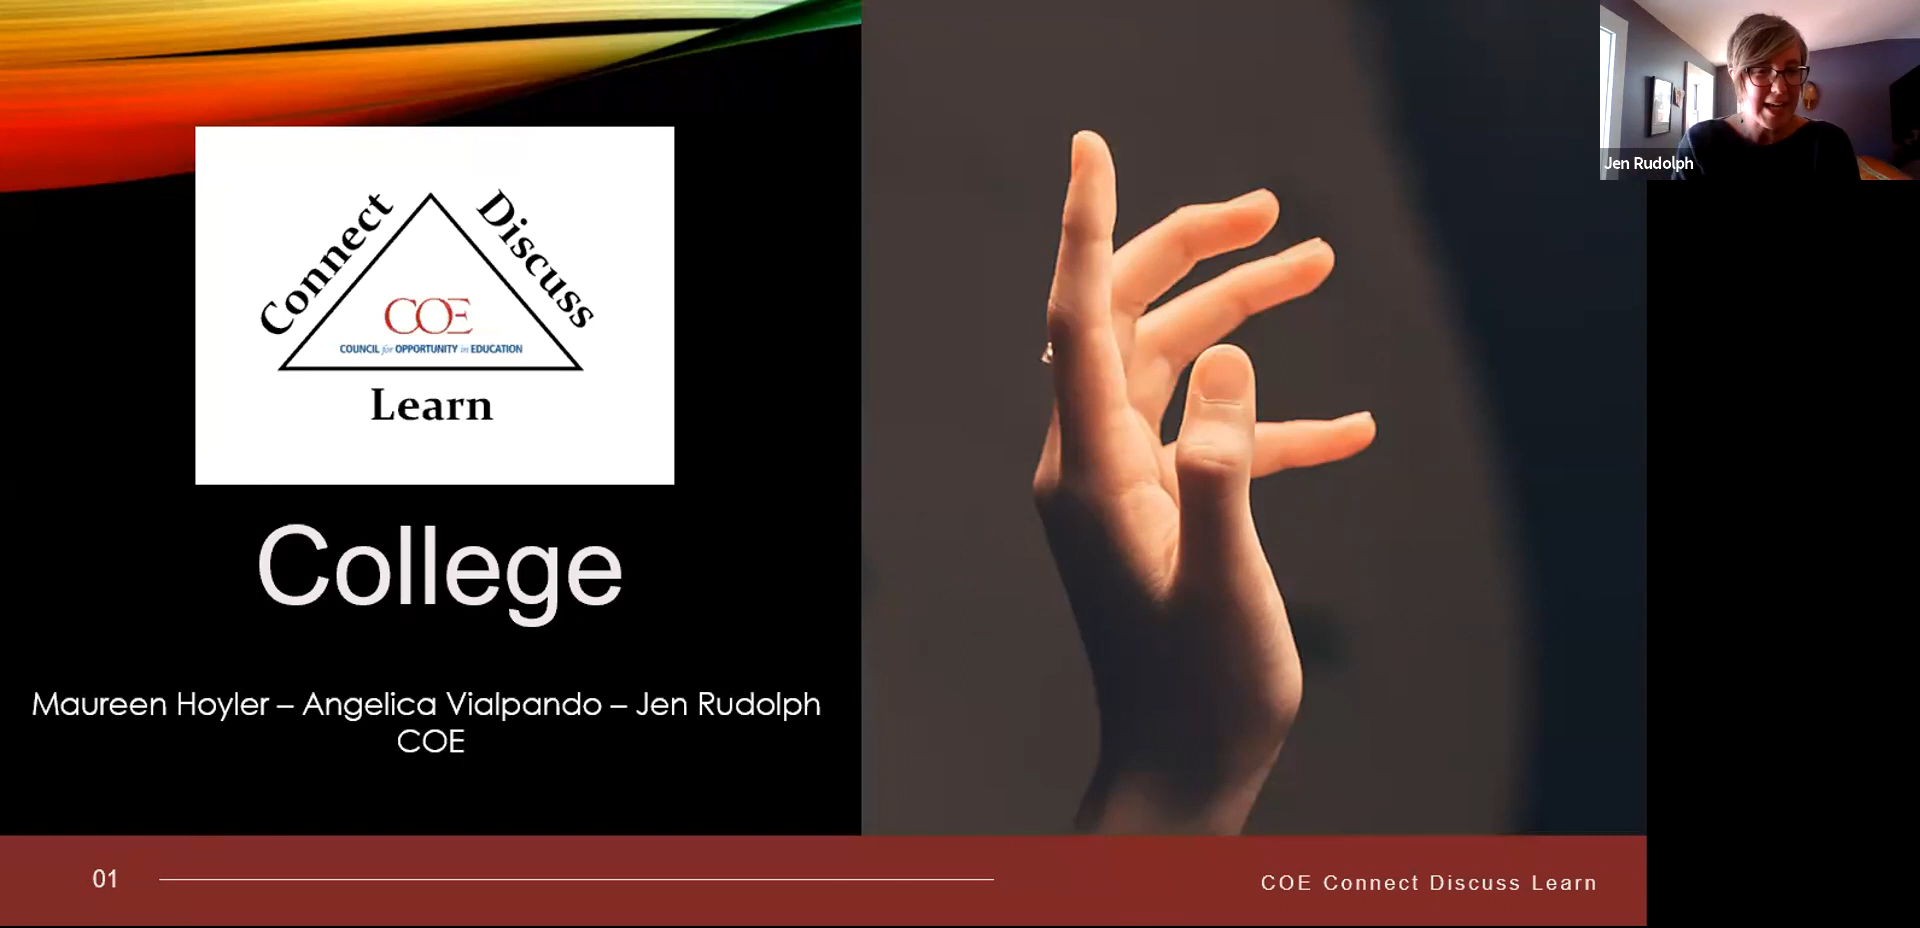 Connect
Discuss
COE
COUNCIL for OPPORTUNITY in EDUCATION
Learn
College
Maureen Hoyler – Angelica Vialpando – Jen Rudolph
COE
01
COE Connect Discuss Learn
Jen Rudolph